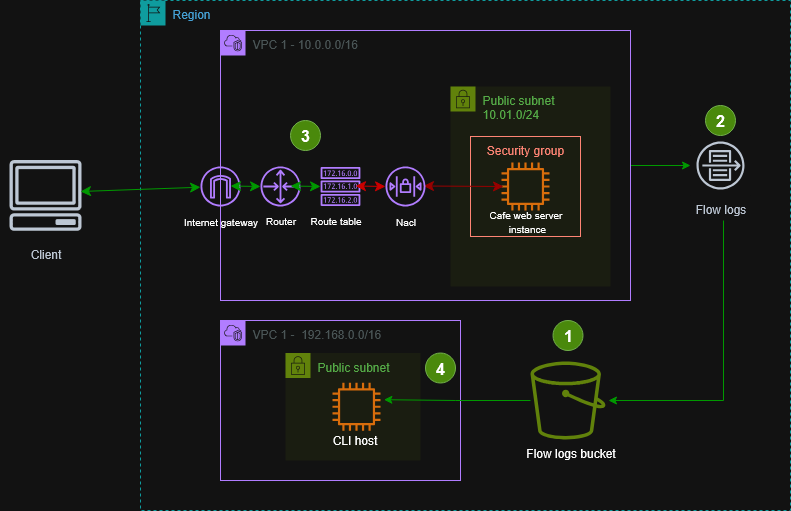 Region
VPC 1 - 10.0.0.0/16
Public subnet
10.01.0/24
2
3
Security group
172.16.0.0
172.16.1.0
172.16.2.0
Internet gateway
Router
Route table
Nacl
Cafe web server
instance
Flow logs
Client
VPC 1 - 192.168.0.0/16
1
Public subnet
4
CLI host
Flow logs bucket